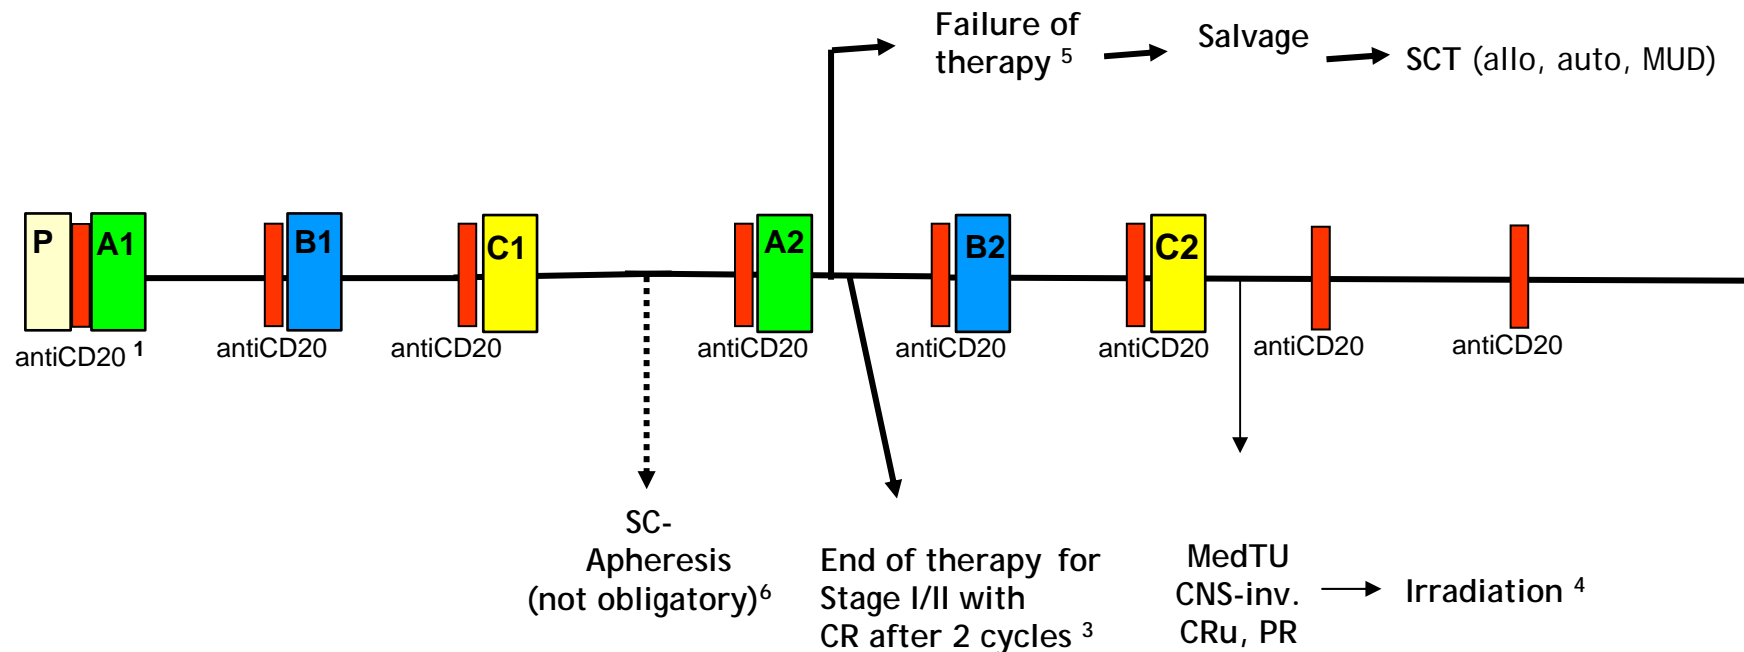 Failure of
therapy 5
Salvage
SCT (allo, auto, MUD)
P
A1
B1
C1
A2
B2
C2
antiCD20 1
antiCD20
antiCD20
antiCD20
antiCD20
antiCD20
antiCD20
antiCD20
SC-
Apheresis
(not obligatory)6
End of therapy for
Stage I/II with
CR after 2 cycles 3
MedTU
CNS-inv.
CRu, PR
Irradiation 4